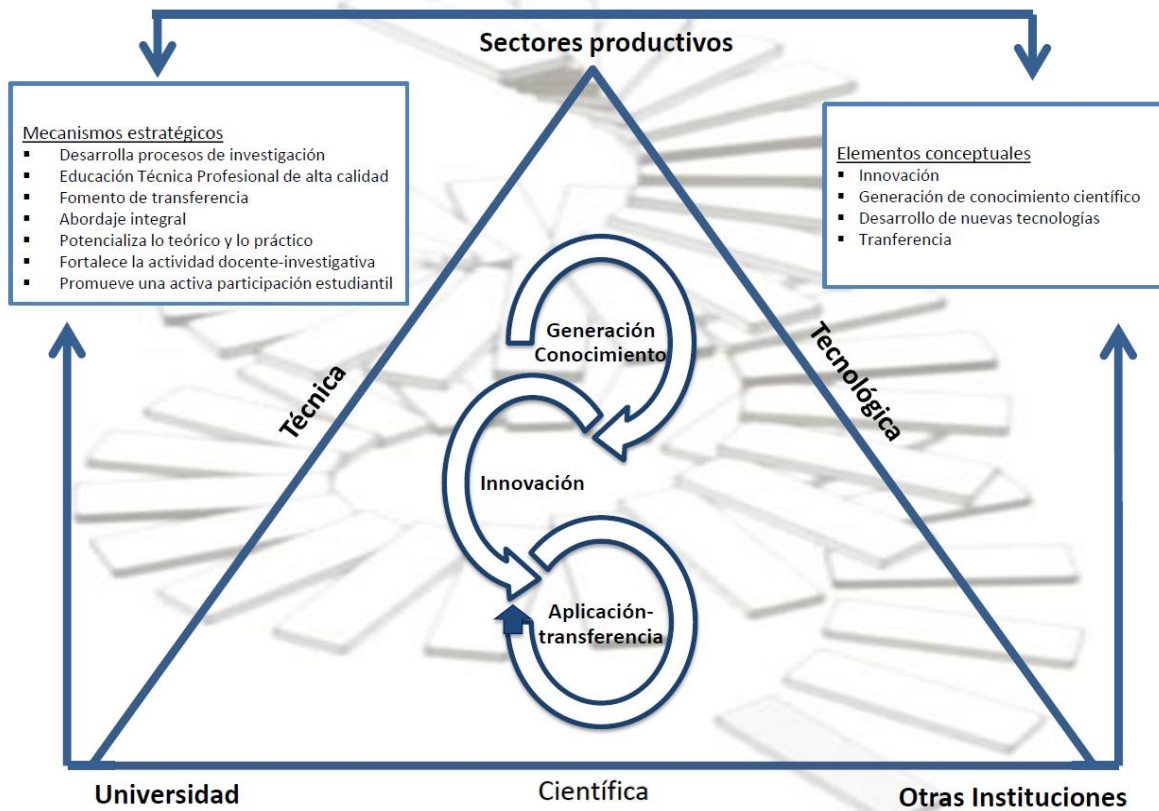 Sectores productivos
Mecanismos estratégicos
▪ Desarrolla procesos de investigación
▪ Educación Técnica Profesional de alta calidad
▪ Fomento de transferencia
▪ Abordaje integral
▪ Potencializa lo teórico y lo práctico
▪ Fortalece la actividad docente-investigativa
▪ Promueve una activa participación estudiantil
Elementos conceptuales
▪ Innovación
▪ Generación de conocimiento científico
▪ Desarrollo de nuevas tecnologías
▪ Tranferencia
Técnica
Tecnológica
Generación
Conocimiento
Innovación
Aplicación-
transferencia
Universidad
Científica
Otras Instituciones